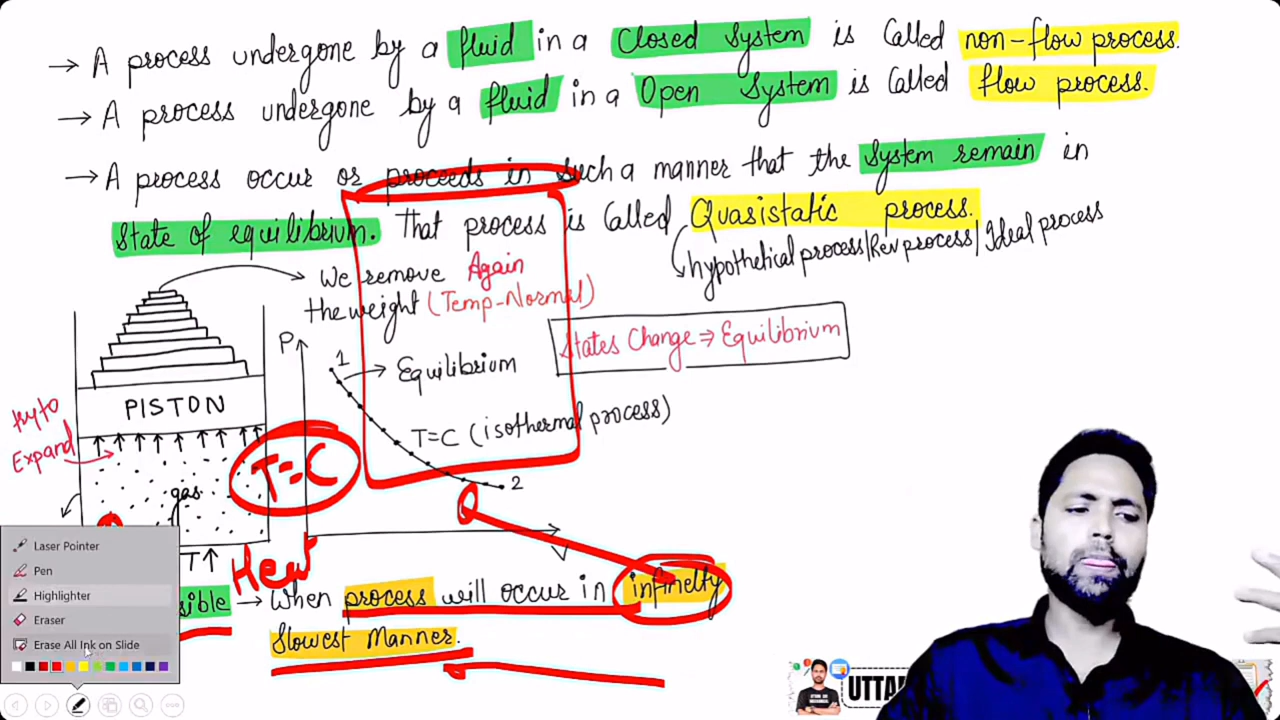 → A process undergone by a fluid in a Closed System is Called non-flow process.
→ A process undergone by a fluid in a Open System is Called flow process.
→ A process occur or proceeds in such a manner that the System remain in
State of equilibrium. That process is Called Quasistatic process.
hypothetical process/Rev process/Ideal process
We remove Again
the weight (Temp-Normal)
States Change ⇒ Equilibrium
P
1
→ Equilibrium
PISTON
try to
Expand
T=C (isothermal process)
T=C
gas
2
V
T↑
Heat
sible → When process will occur in infinelty
Slowest Manner.
Laser Pointer
Pen
Highlighter
Eraser
Erase All Ink on Slide
UTTAM